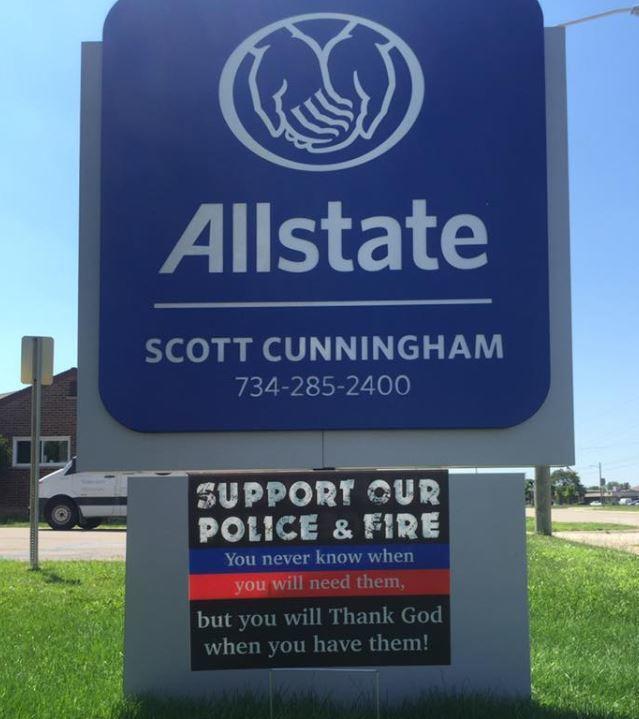 Allstate
SCOTT CUNNINGHAM
734-285-2400
SUPPORT OUR
POLICE & FIRE
You never know when
you will need them,
but you will Thank God
when you have them!